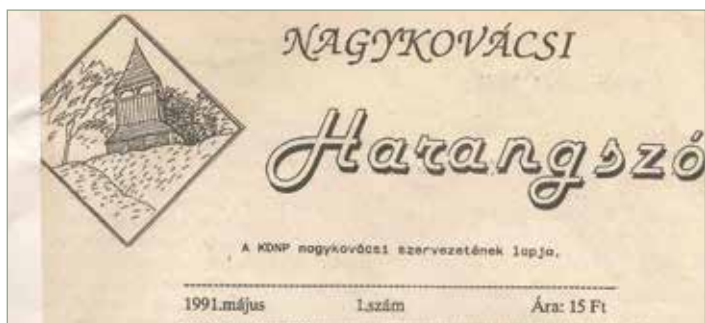 NAGYKOVÁCSI
Harangszó
A KDNP nagykovácsi szervezetének lapja.
1991.május 1.szám Ára: 15 Ft